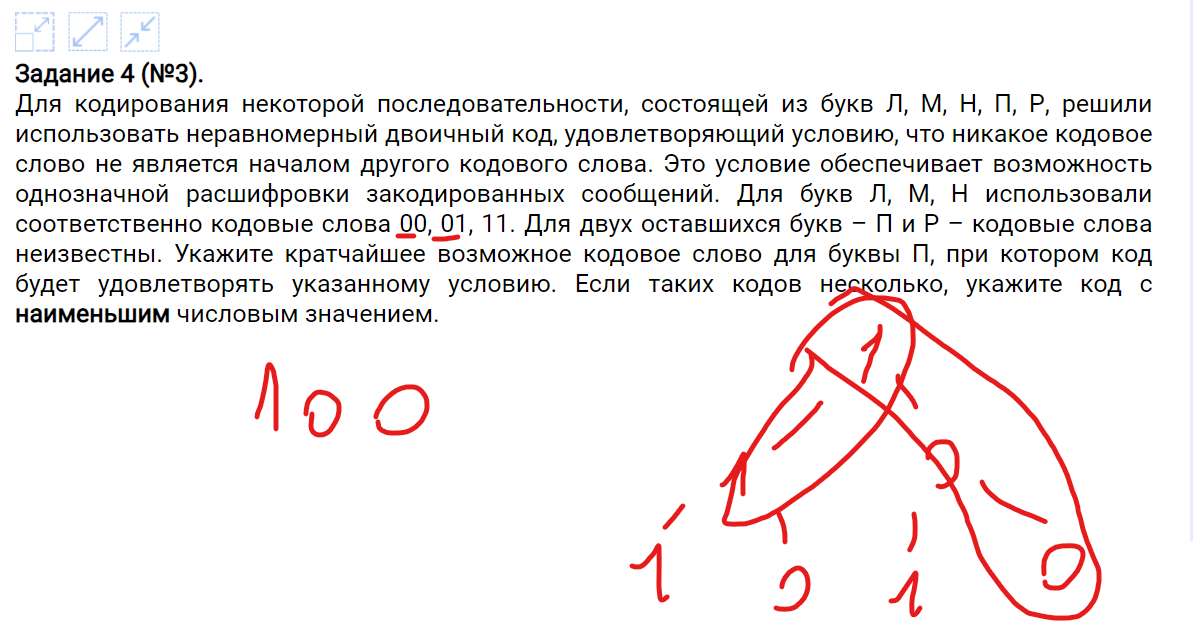 Задание 4 (№3).
Для кодирования некоторой последовательности, состоящей из букв Л, М, Н, П, Р, решили
использовать неравномерный двоичный код, удовлетворяющий условию, что никакое кодовое
слово не является началом другого кодового слова. Это условие обеспечивает возможность
однозначной расшифровки закодированных сообщений. Для букв Л, М, Н использовали
соответственно кодовые слова 00, 01, 11. Для двух оставшихся букв – П и Р – кодовые слова
неизвестны. Укажите кратчайшее возможное кодовое слово для буквы П, при котором код
будет удовлетворять указанному условию. Если таких кодов несколько, укажите код с
наименьшим числовым значением.
1
100
1 0
1 0 1 0